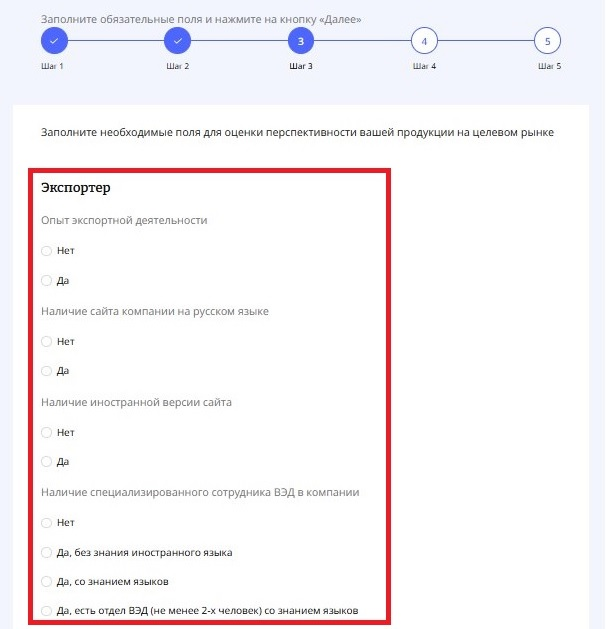 Заполните обязательные поля и нажмите на кнопку «Далее»
3 4 5
Шаг 1 Шаг 2 Шаг 3 Шаг 4 Шаг 5
Заполните необходимые поля для оценки перспективности вашей продукции на целевом рынке
Экспортер
Опыт экспортной деятельности
Нет
Да
Наличие сайта компании на русском языке
Нет
Да
Наличие иностранной версии сайта
Нет
Да
Наличие специализированного сотрудника ВЭД в компании
Нет
Да, без знания иностранного языка
Да, со знанием языков
Да, есть отдел ВЭД (не менее 2-х человек) со знанием языков